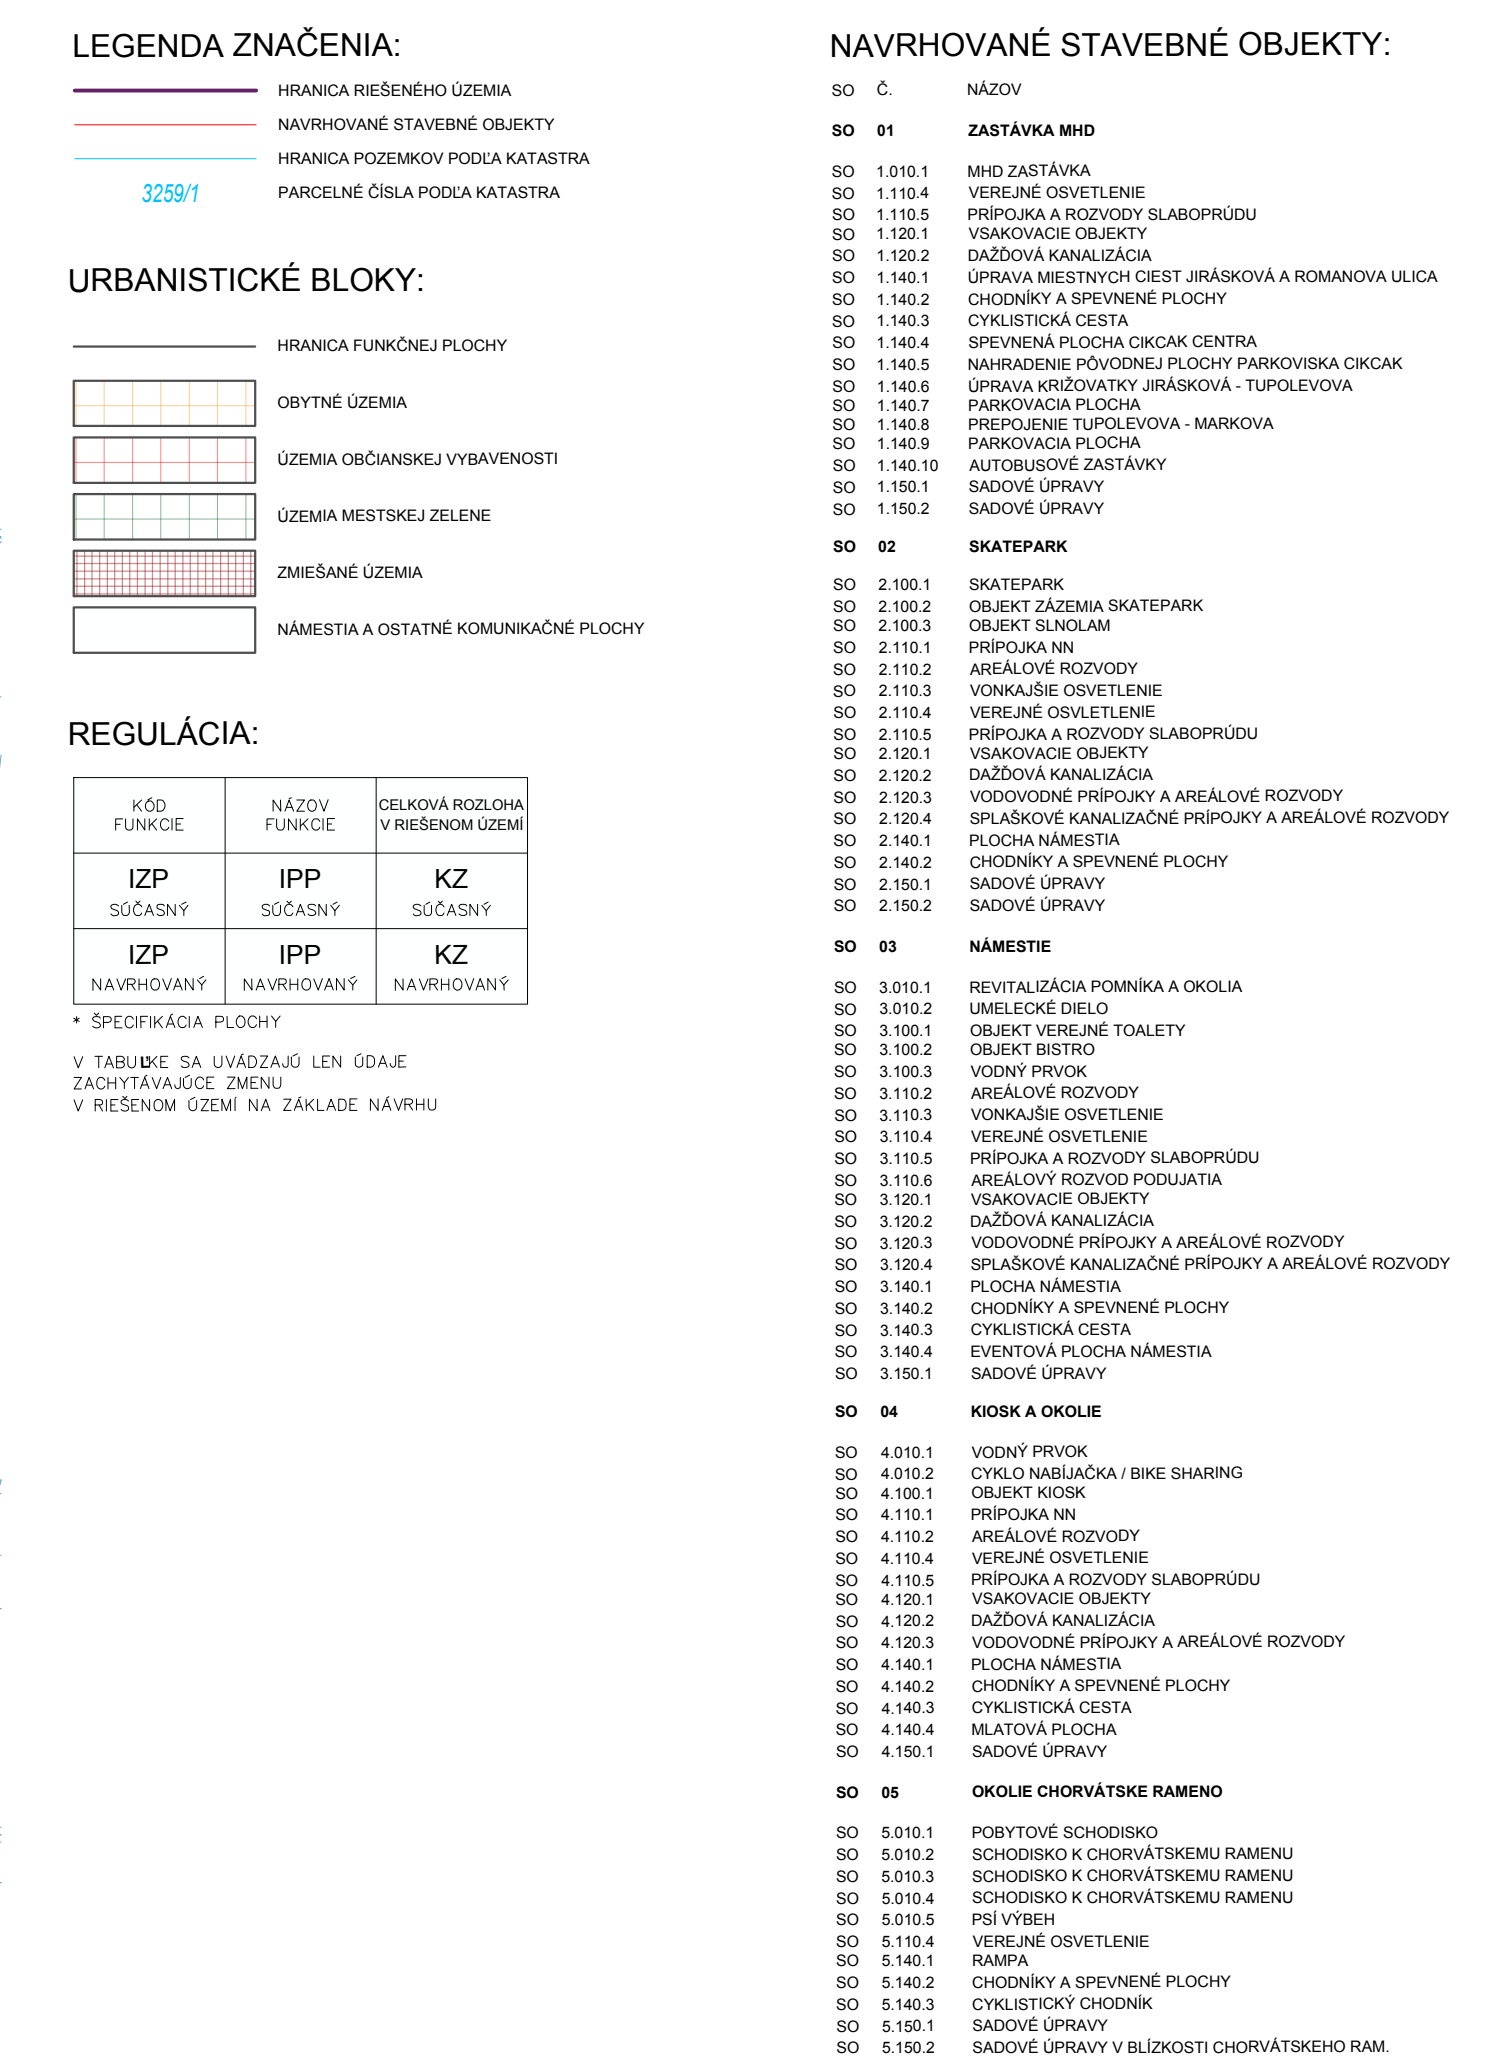 LEGENDA ZNAČENIA:
HRANICA RIEŠENÉHO ÚZEMIA
NAVRHOVANÉ STAVEBNÉ OBJEKTY
HRANICA POZEMKOV PODĽA KATASTRA
3259/1 PARCELNÉ ČÍSLA PODĽA KATASTRA
URBANISTICKÉ BLOKY:
HRANICA FUNKČNEJ PLOCHY
OBYTNÉ ÚZEMIA
ÚZEMIA OBČIANSKEJ VYBAVENOSTI
ÚZEMIA MESTSKEJ ZELENE
ZMIEŠANÉ ÚZEMIA
NÁMESTIA A OSTATNÉ KOMUNIKAČNÉ PLOCHY
REGULÁCIA:
KÓD NÁZOV CELKOVÁ ROZLOHA
FUNKCIE FUNKCIE V RIEŠENOM ÚZEMÍ
IZP IPP KZ
SÚČASNÝ SÚČASNÝ SÚČASNÝ
IZP IPP KZ
NAVRHOVANÝ NAVRHOVANÝ NAVRHOVANÝ
* ŠPECIFIKÁCIA PLOCHY
V TABUĽKE SA UVÁDZAJÚ LEN ÚDAJE
ZACHYTÁVAJÚCE ZMENU
V RIEŠENOM ÚZEMÍ NA ZÁKLADE NÁVRHU
NAVRHOVANÉ STAVEBNÉ OBJEKTY:
SO Č. NÁZOV
SO 01 ZASTÁVKA MHD
SO 1.010.1 MHD ZASTÁVKA
SO 1.110.4 VEREJNÉ OSVETLENIE
SO 1.110.5 PRÍPOJKA A ROZVODY SLABOPRÚDU
SO 1.120.1 VSAKOVACIE OBJEKTY
SO 1.120.2 DAŽĎOVÁ KANALIZÁCIA
SO 1.140.1 ÚPRAVA MIESTNYCH CIEST JIRÁSKOVÁ A ROMANOVA ULICA
SO 1.140.2 CHODNÍKY A SPEVNENÉ PLOCHY
SO 1.140.3 CYKLISTICKÁ CESTA
SO 1.140.4 SPEVNENÁ PLOCHA CIKCAK CENTRA
SO 1.140.5 NAHRADENIE PÔVODNEJ PLOCHY PARKOVISKA CIKCAK
SO 1.140.6 ÚPRAVA KRIŽOVATKY JIRÁSKOVÁ - TUPOLEVOVA
SO 1.140.7 PARKOVACIA PLOCHA
SO 1.140.8 PREPOJENIE TUPOLEVOVA - MARKOVA
SO 1.140.9 PARKOVACIA PLOCHA
SO 1.140.10 AUTOBUSOVÉ ZASTÁVKY
SO 1.150.1 SADOVÉ ÚPRAVY
SO 1.150.2 SADOVÉ ÚPRAVY
SO 02 SKATEPARK
SO 2.100.1 SKATEPARK
SO 2.100.2 OBJEKT ZÁZEMIA SKATEPARK
SO 2.100.3 OBJEKT SLNOLAM
SO 2.110.1 PRÍPOJKA NN
SO 2.110.2 AREÁLOVÉ ROZVODY
SO 2.110.3 VONKAJŠIE OSVETLENIE
SO 2.110.4 VEREJNÉ OSVLETLENIE
SO 2.110.5 PRÍPOJKA A ROZVODY SLABOPRÚDU
SO 2.120.1 VSAKOVACIE OBJEKTY
SO 2.120.2 DAŽĎOVÁ KANALIZÁCIA
SO 2.120.3 VODOVODNÉ PRÍPOJKY A AREÁLOVÉ ROZVODY
SO 2.120.4 SPLAŠKOVÉ KANALIZAČNÉ PRÍPOJKY A AREÁLOVÉ ROZVODY
SO 2.140.1 PLOCHA NÁMESTIA
SO 2.140.2 CHODNÍKY A SPEVNENÉ PLOCHY
SO 2.150.1 SADOVÉ ÚPRAVY
SO 2.150.2 SADOVÉ ÚPRAVY
SO 03 NÁMESTIE
SO 3.010.1 REVITALIZÁCIA POMNÍKA A OKOLIA
SO 3.010.2 UMELECKÉ DIELO
SO 3.100.1 OBJEKT VEREJNÉ TOALETY
SO 3.100.2 OBJEKT BISTRO
SO 3.100.3 VODNÝ PRVOK
SO 3.110.2 AREÁLOVÉ ROZVODY
SO 3.110.3 VONKAJŠIE OSVETLENIE
SO 3.110.4 VEREJNÉ OSVETLENIE
SO 3.110.5 PRÍPOJKA A ROZVODY SLABOPRÚDU
SO 3.110.6 AREÁLOVÝ ROZVOD PODUJATIA
SO 3.120.1 VSAKOVACIE OBJEKTY
SO 3.120.2 DAŽĎOVÁ KANALIZÁCIA
SO 3.120.3 VODOVODNÉ PRÍPOJKY A AREÁLOVÉ ROZVODY
SO 3.120.4 SPLAŠKOVÉ KANALIZAČNÉ PRÍPOJKY A AREÁLOVÉ ROZVODY
SO 3.140.1 PLOCHA NÁMESTIA
SO 3.140.2 CHODNÍKY A SPEVNENÉ PLOCHY
SO 3.140.3 CYKLISTICKÁ CESTA
SO 3.140.4 EVENTOVÁ PLOCHA NÁMESTIA
SO 3.150.1 SADOVÉ ÚPRAVY
SO 04 KIOSK A OKOLIE
SO 4.010.1 VODNÝ PRVOK
SO 4.010.2 CYKLO NABÍJAČKA / BIKE SHARING
SO 4.100.1 OBJEKT KIOSK
SO 4.110.1 PRÍPOJKA NN
SO 4.110.2 AREÁLOVÉ ROZVODY
SO 4.110.4 VEREJNÉ OSVETLENIE
SO 4.110.5 PRÍPOJKA A ROZVODY SLABOPRÚDU
SO 4.120.1 VSAKOVACIE OBJEKTY
SO 4.120.2 DAŽĎOVÁ KANALIZÁCIA
SO 4.120.3 VODOVODNÉ PRÍPOJKY A AREÁLOVÉ ROZVODY
SO 4.140.1 PLOCHA NÁMESTIA
SO 4.140.2 CHODNÍKY A SPEVNENÉ PLOCHY
SO 4.140.3 CYKLISTICKÁ CESTA
SO 4.140.4 MLATOVÁ PLOCHA
SO 4.150.1 SADOVÉ ÚPRAVY
SO 05 OKOLIE CHORVÁTSKE RAMENO
SO 5.010.1 POBYTOVÉ SCHODISKO
SO 5.010.2 SCHODISKO K CHORVÁTSKEMU RAMENU
SO 5.010.3 SCHODISKO K CHORVÁTSKEMU RAMENU
SO 5.010.4 SCHODISKO K CHORVÁTSKEMU RAMENU
SO 5.010.5 PSÍ VÝBEH
SO 5.110.4 VEREJNÉ OSVETLENIE
SO 5.140.1 RAMPA
SO 5.140.2 CHODNÍKY A SPEVNENÉ PLOCHY
SO 5.140.3 CYKLISTICKÝ CHODNÍK
SO 5.150.1 SADOVÉ ÚPRAVY
SO 5.150.2 SADOVÉ ÚPRAVY V BLÍZKOSTI CHORVÁTSKEHO RAM.